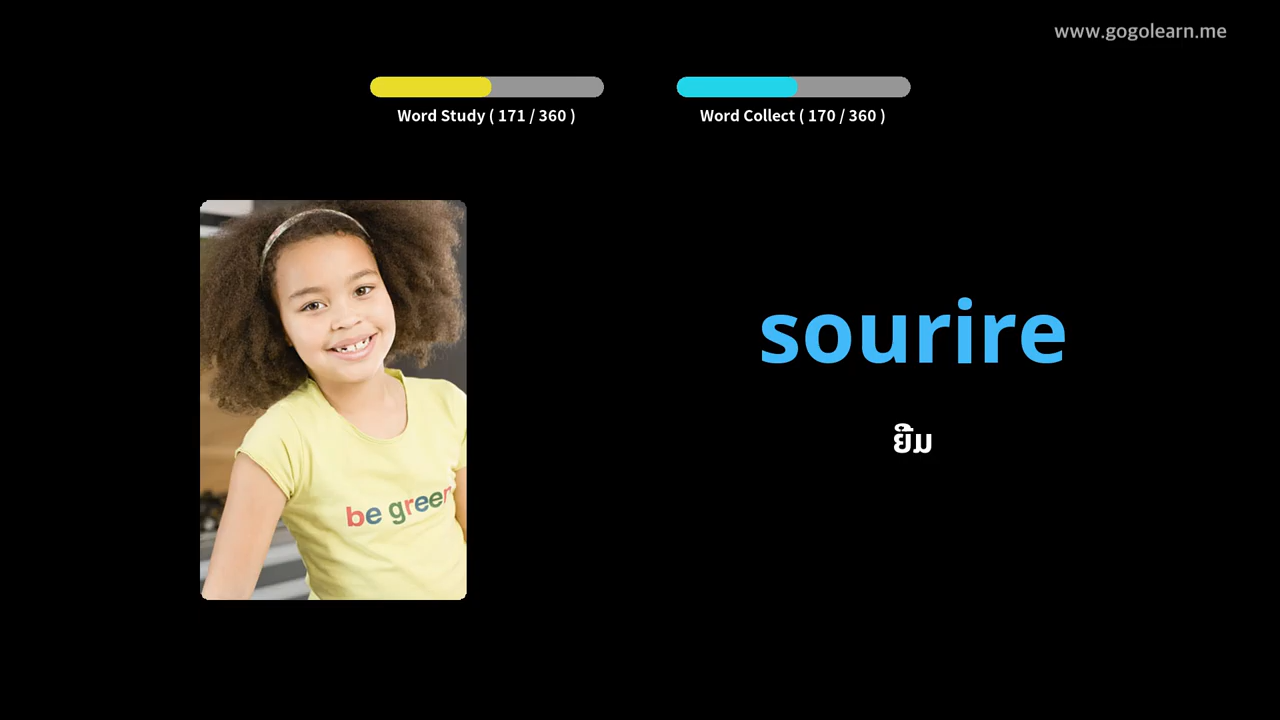 www.gogolearn.me
Word Study ( 171 / 360 )
Word Collect ( 170 / 360 )
sourire
ຍິ້ມ
be green